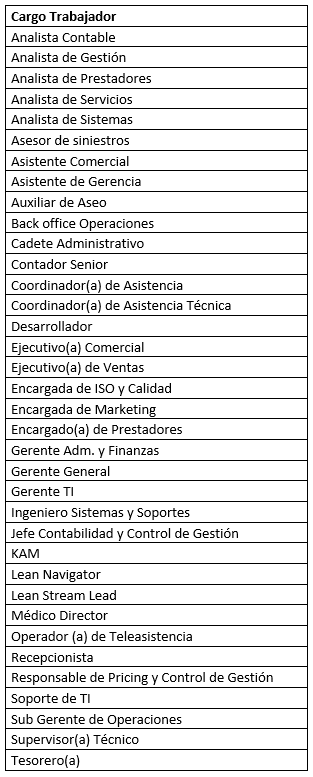 Cargo Trabajador
Analista Contable
Analista de Gestión
Analista de Prestadores
Analista de Servicios
Analista de Sistemas
Asesor de siniestros
Asistente Comercial
Asistente de Gerencia
Auxiliar de Aseo
Back office Operaciones
Cadete Administrativo
Contador Senior
Coordinador(a) de Asistencia
Coordinador(a) de Asistencia Técnica
Desarrollador
Ejecutivo(a) Comercial
Ejecutivo(a) de Ventas
Encargada de ISO y Calidad
Encargada de Marketing
Encargado(a) de Prestadores
Gerente Adm. y Finanzas
Gerente General
Gerente TI
Ingeniero Sistemas y Soportes
Jefe Contabilidad y Control de Gestión
KAM
Lean Navigator
Lean Stream Lead
Médico Director
Operador (a) de Teleasistencia
Recepcionista
Responsable de Pricing y Control de Gestión
Soporte de TI
Sub Gerente de Operaciones
Supervisor(a) Técnico
Tesorero(a)